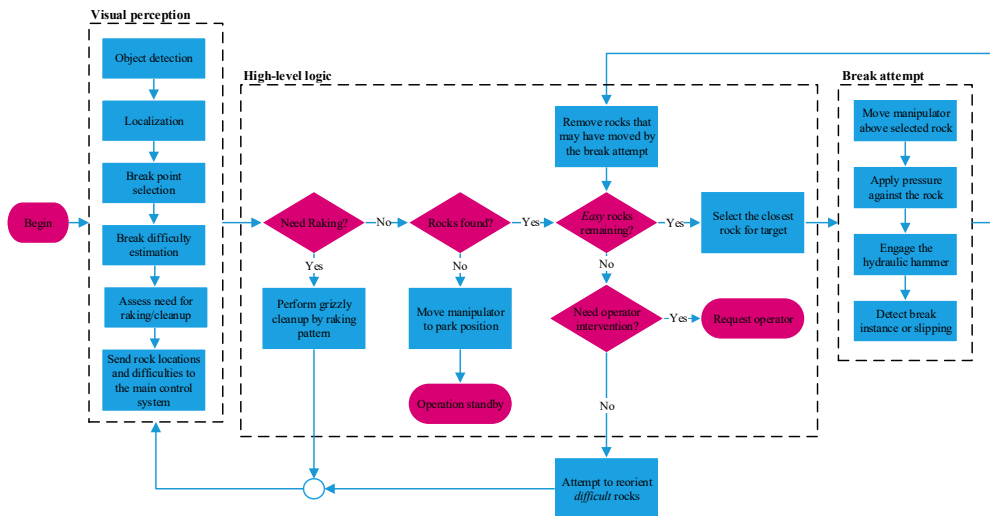 Visual perception
Object detection
Localization
Break point
selection
Break difficulty
estimation
Assess need for
raking/cleanup
Send rock locations
and difficulties to
the main control
system
Begin
High-level logic
Remove rocks that
may have moved by
the break attempt
Need Raking?
No
Rocks found?
Yes
Easy rocks
remaining?
Yes
Select the closest
rock for target
Yes
No
No
Perform grizzly
cleanup by raking
pattern
Move manipulator
to park position
Need operator
intervention?
Yes
Request operator
Operation standby
No
Attempt to reorient
difficult rocks
Break attempt
Move manipulator
above selected rock
Apply pressure
against the rock
Engage the
hydraulic hammer
Detect break
instance or slipping